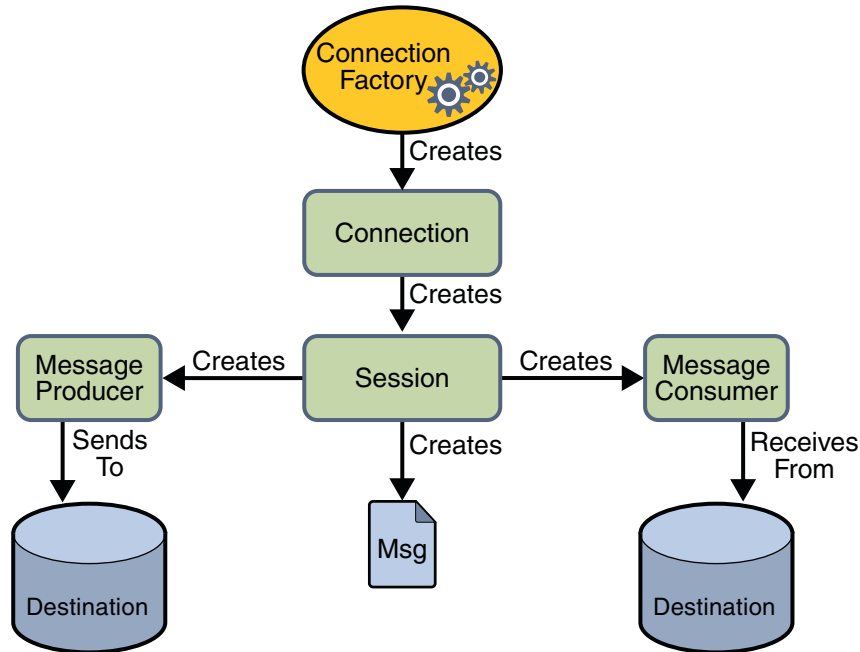 Connection
Factory
Creates
Connection
Creates
Message
Producer
Creates
Session
Creates
Message
Consumer
Sends
To
Creates
Receives
From
Msg
Destination
Destination